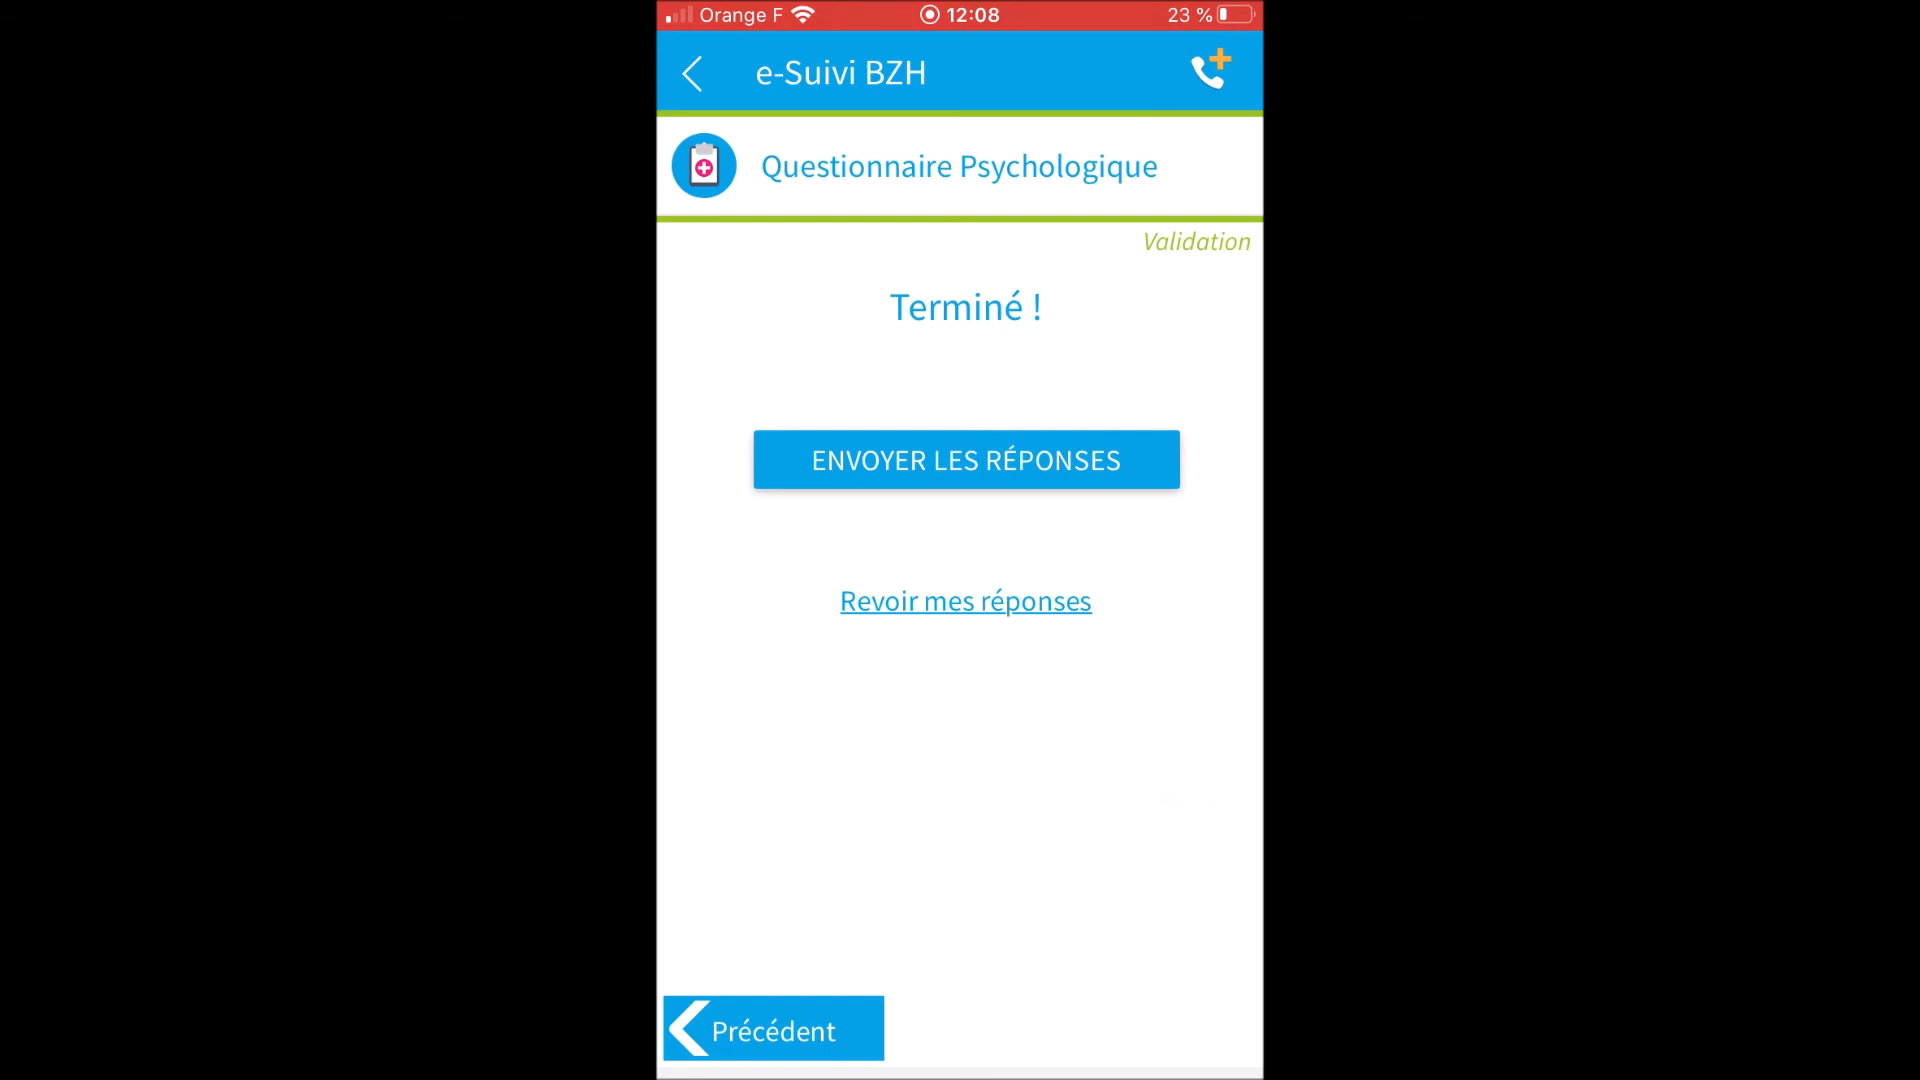 Orange F 12:08 23 %
e-Suivi BZH
Questionnaire Psychologique
Validation
Terminé !
ENVOYER LES RÉPONSES
Revoir mes réponses
Précédent